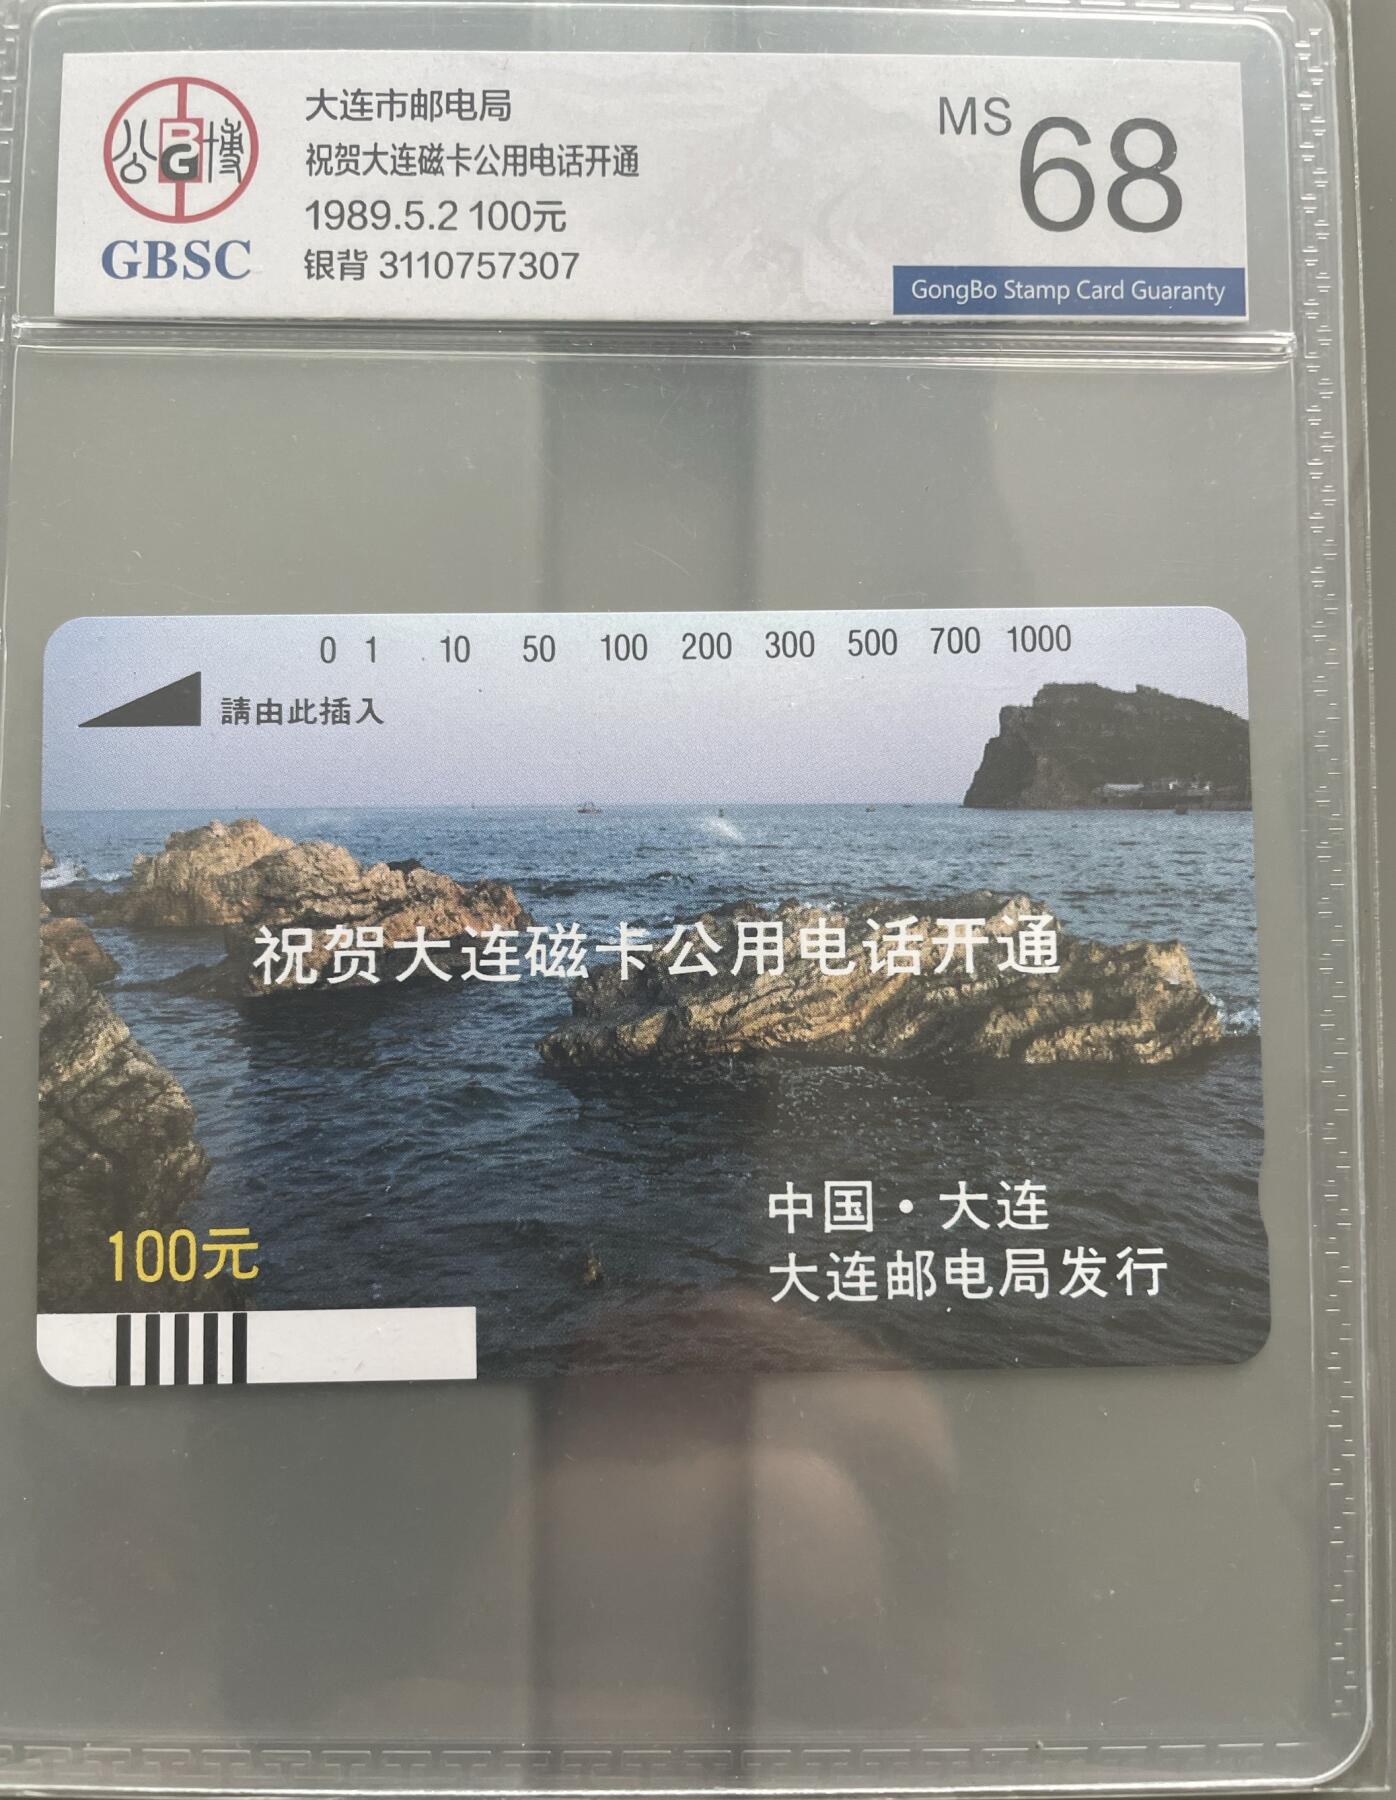 公博
BG
GBSC
大连市邮电局
祝贺大连磁卡公用电话开通
1989.5.2 100元
银背 3110757307
MS 68
GongBo Stamp Card Guaranty
0 1 10 50 100 200 300 500 700 1000
請由此插入
祝贺大连磁卡公用电话开通
中国·大连
大连邮电局发行
100元